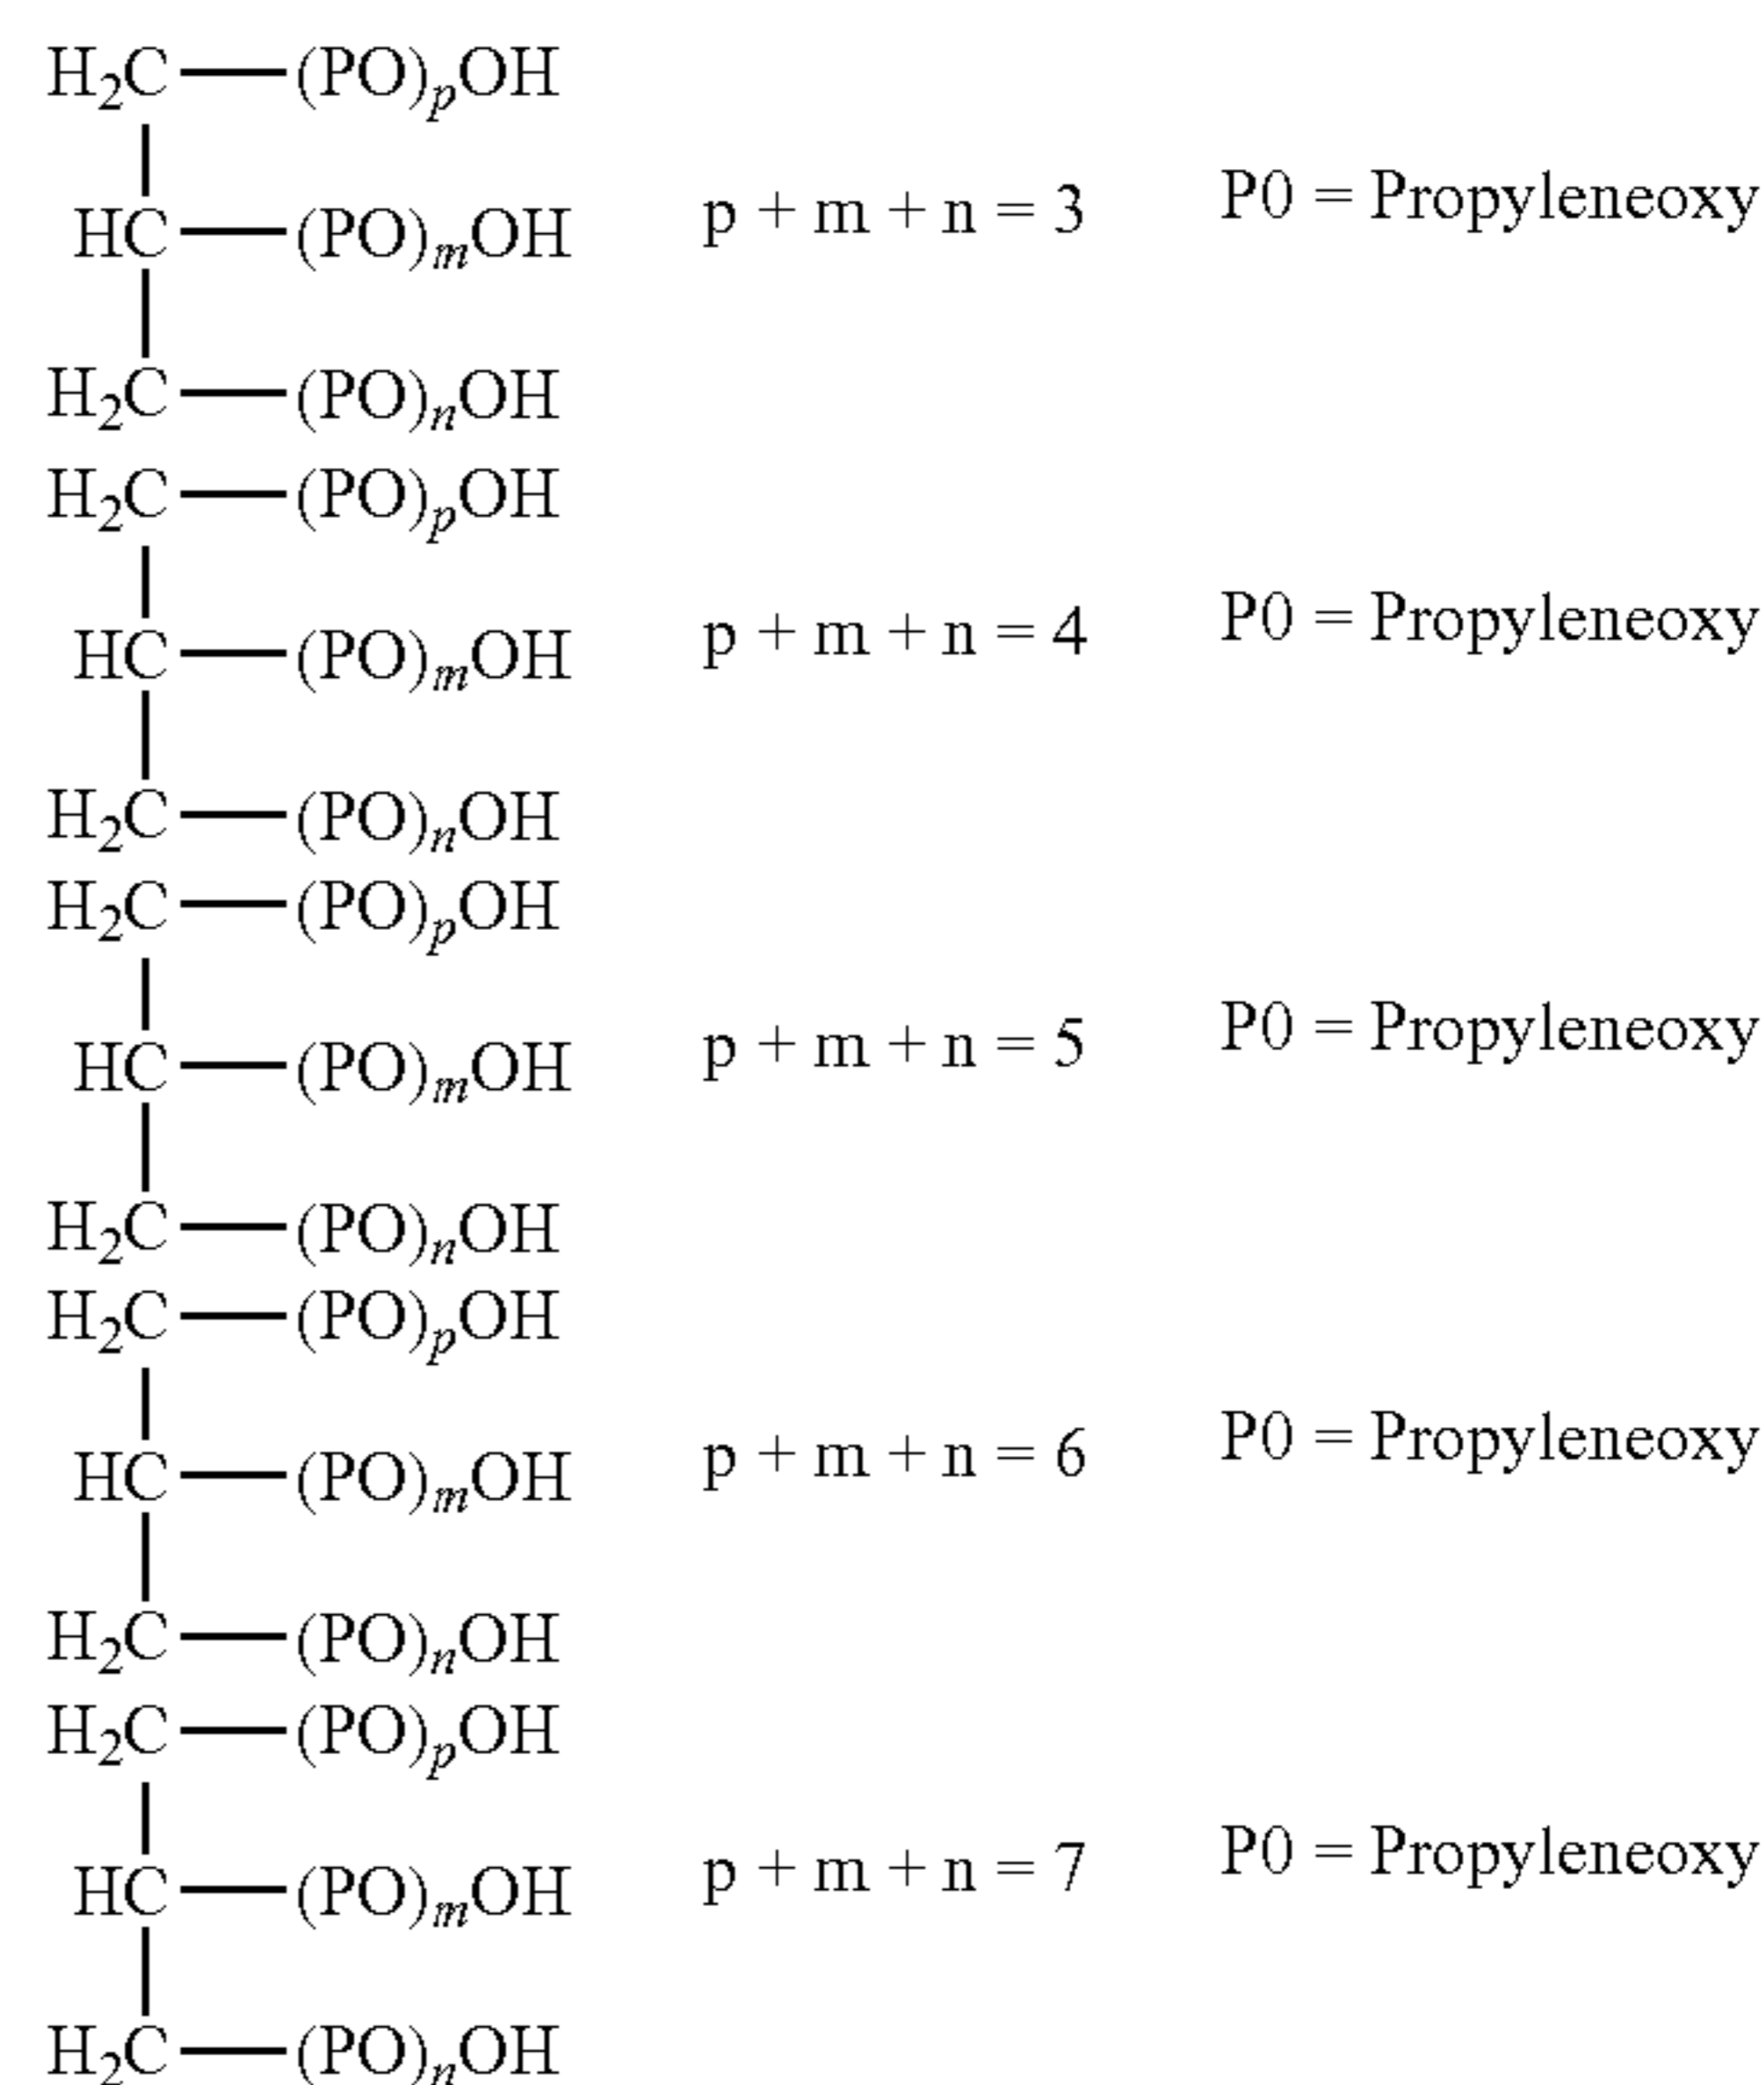 H₂C—(PO)ₚOH
HC—(PO)ₘOH p + m + n = 3 P0 = Propyleneoxy
H₂C—(PO)ₙOH
H₂C—(PO)ₚOH
HC—(PO)ₘOH p + m + n = 4 P0 = Propyleneoxy
H₂C—(PO)ₙOH
H₂C—(PO)ₚOH
HC—(PO)ₘOH p + m + n = 5 P0 = Propyleneoxy
H₂C—(PO)ₙOH
H₂C—(PO)ₚOH
HC—(PO)ₘOH p + m + n = 6 P0 = Propyleneoxy
H₂C—(PO)ₙOH
H₂C—(PO)ₚOH
HC—(PO)ₘOH p + m + n = 7 P0 = Propyleneoxy
H₂C—(PO)ₙOH